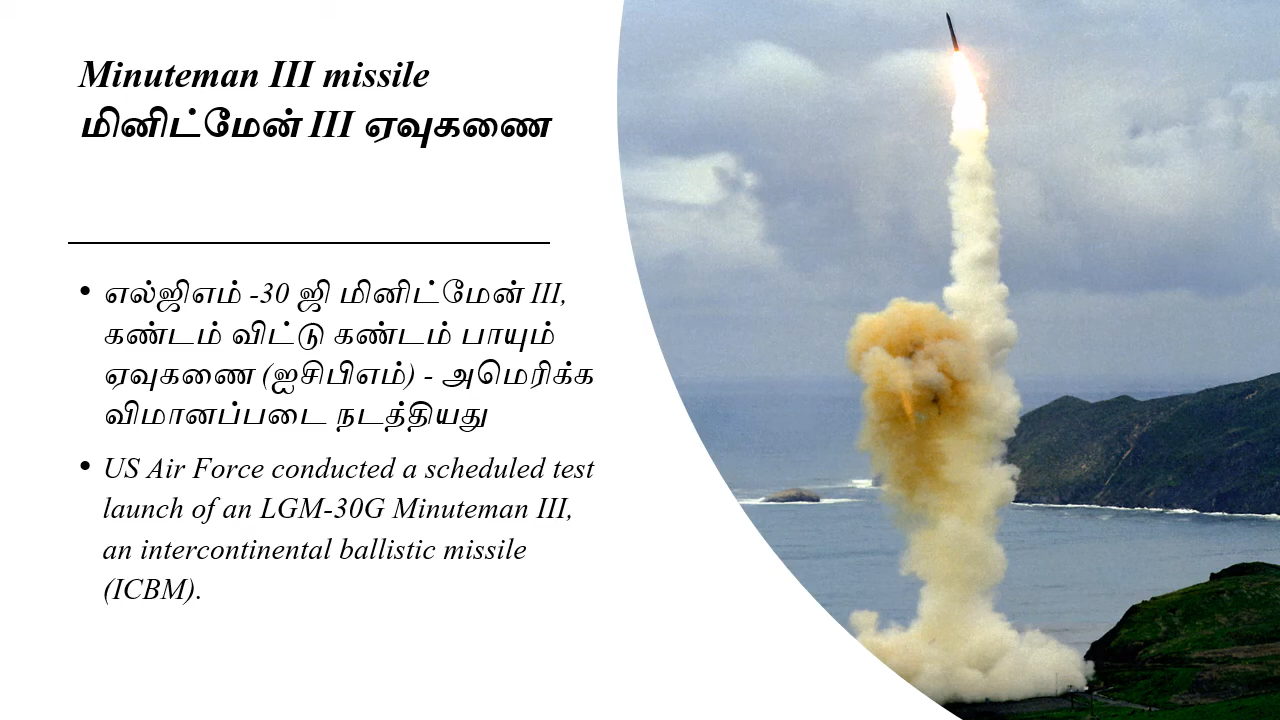 Minuteman III missile
மினிட்மேன் III ஏவுகணை
• எல்ஜிஎம் -30 ஜி மினிட்மேன் III,
கண்டம் விட்டு கண்டம் பாயும்
ஏவுகணை (ஐசிபிஎம்) - அமெரிக்க
விமானப்படை நடத்தியது
• US Air Force conducted a scheduled test
launch of an LGM-30G Minuteman III,
an intercontinental ballistic missile
(ICBM).